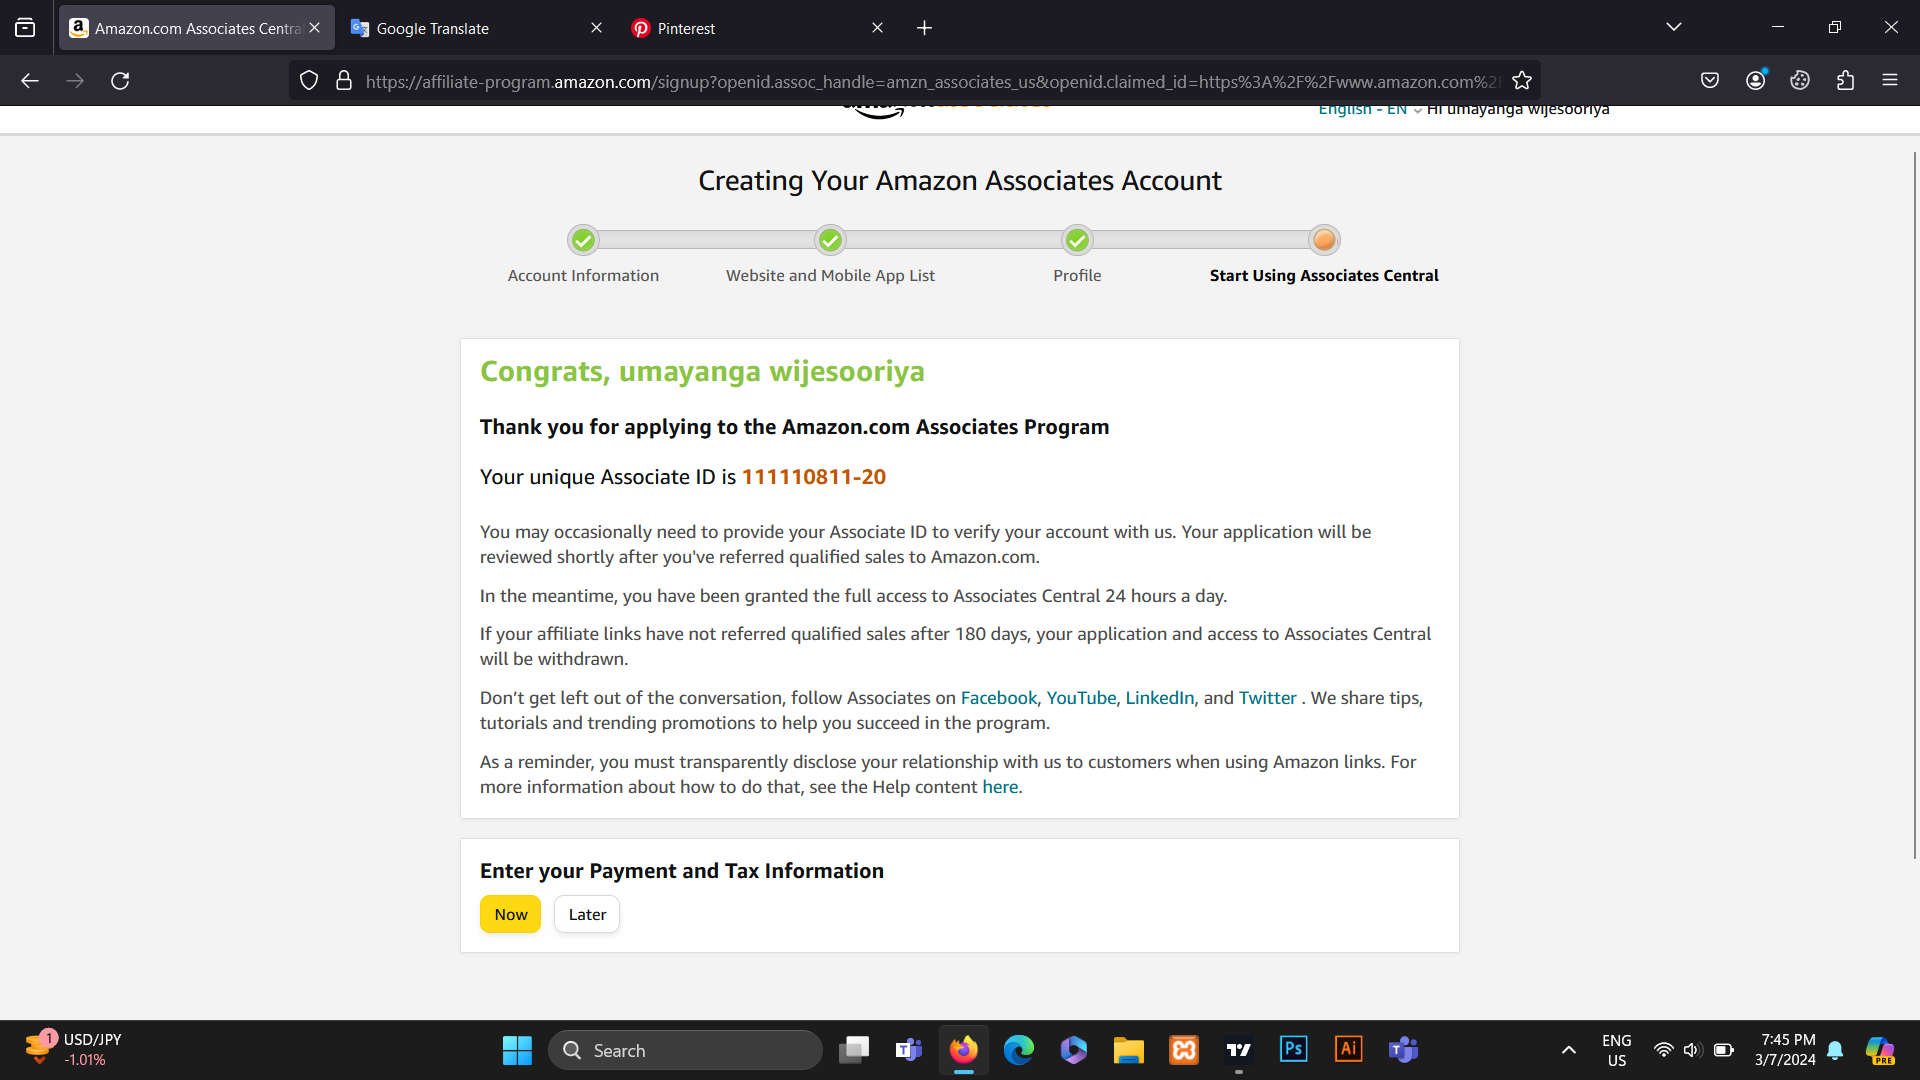 Amazon.com Associates Centra
Google Translate
Pinterest
https://affiliate-program.amazon.com/signup?openid.assoc_handle=amzn_associates_us&openid.claimed_id=https%3A%2F%2Fwww.amazon.com%2F
English - EN Hi umayanga wijesooriya
Creating Your Amazon Associates Account
Account Information
Website and Mobile App List
Profile
Start Using Associates Central
Congrats, umayanga wijesooriya
Thank you for applying to the Amazon.com Associates Program
Your unique Associate ID is 111110811-20
You may occasionally need to provide your Associate ID to verify your account with us. Your application will be
reviewed shortly after you've referred qualified sales to Amazon.com.
In the meantime, you have been granted the full access to Associates Central 24 hours a day.
If your affiliate links have not referred qualified sales after 180 days, your application and access to Associates Central
will be withdrawn.
Don’t get left out of the conversation, follow Associates on Facebook, YouTube, LinkedIn, and Twitter . We share tips,
tutorials and trending promotions to help you succeed in the program.
As a reminder, you must transparently disclose your relationship with us to customers when using Amazon links. For
more information about how to do that, see the Help content here.
Enter your Payment and Tax Information
Now
Later
1
USD/JPY
-1.01%
Search
Ps
Ai
ENG
US
7:45 PM
3/7/2024
PRE